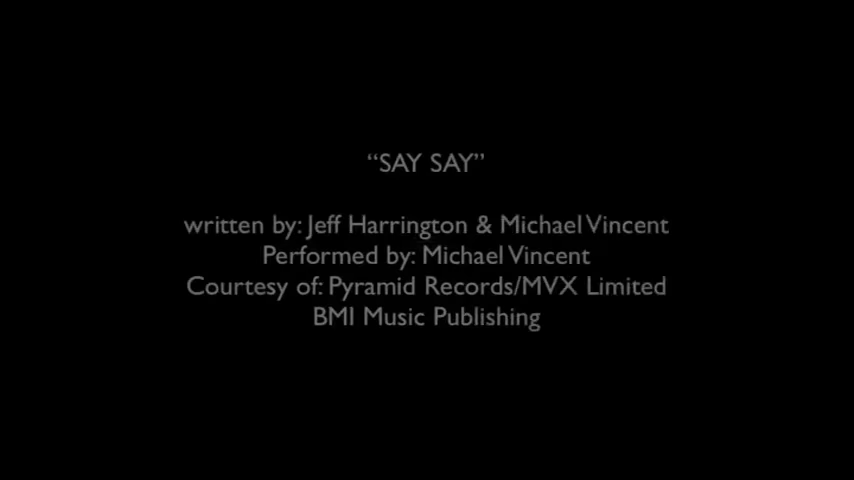 “SAY SAY”
written by: Jeff Harrington & Michael Vincent
Performed by: Michael Vincent
Courtesy of: Pyramid Records/MVX Limited
BMI Music Publishing